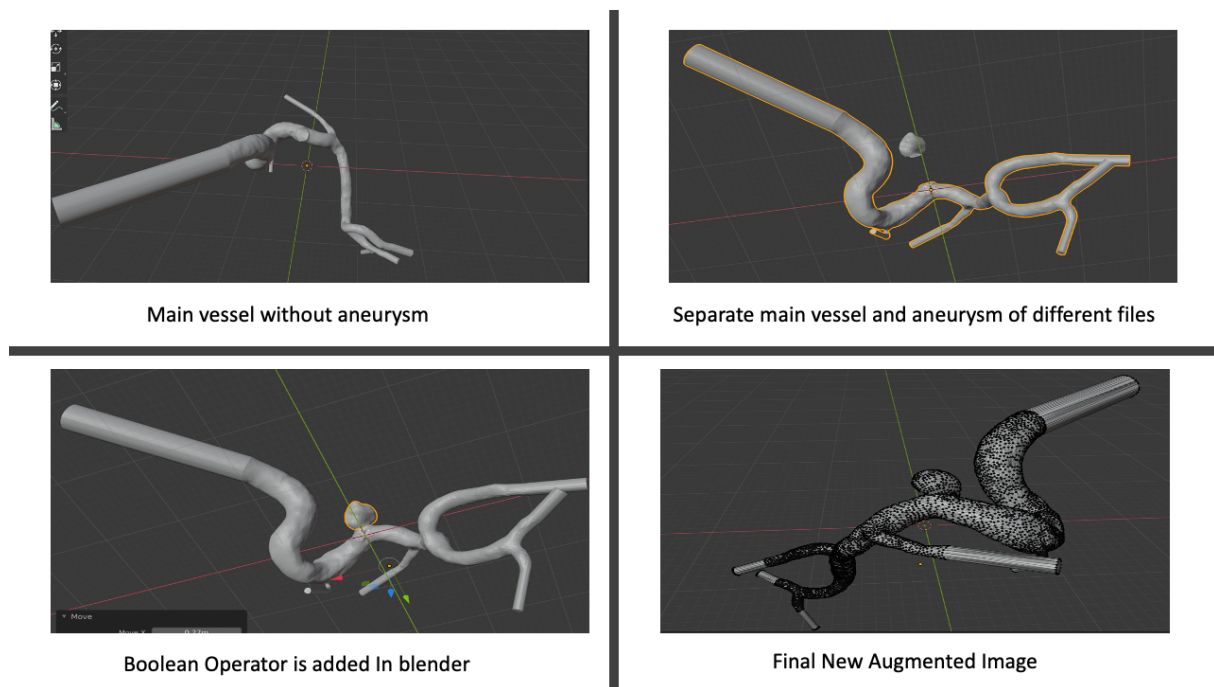 Main vessel without aneurysm
Separate main vessel and aneurysm of different files
Move
Boolean Operator is added In blender
Final New Augmented Image